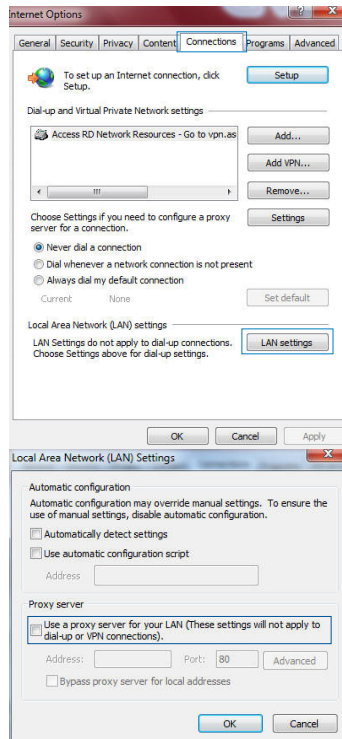 Internet Options
General Security Privacy Content Connections Programs Advanced
To set up an Internet connection, click
Setup.
Setup
Dial-up and Virtual Private Network settings
Access RD Network Resources - Go to vpn.as
Add...
Add VPN...
Remove...
Choose Settings if you need to configure a proxy
server for a connection.
Settings
Never dial a connection
Dial whenever a network connection is not present
Always dial my default connection
Current None
Set default
Local Area Network (LAN) settings
LAN Settings do not apply to dial-up connections.
Choose Settings above for dial-up settings.
LAN settings
OK Cancel Apply
Local Area Network (LAN) Settings
Automatic configuration
Automatic configuration may override manual settings. To ensure the
use of manual settings, disable automatic configuration.
Automatically detect settings
Use automatic configuration script
Address
Proxy server
Use a proxy server for your LAN (These settings will not apply to
dial-up or VPN connections).
Address: Port: 80 Advanced
Bypass proxy server for local addresses
OK Cancel